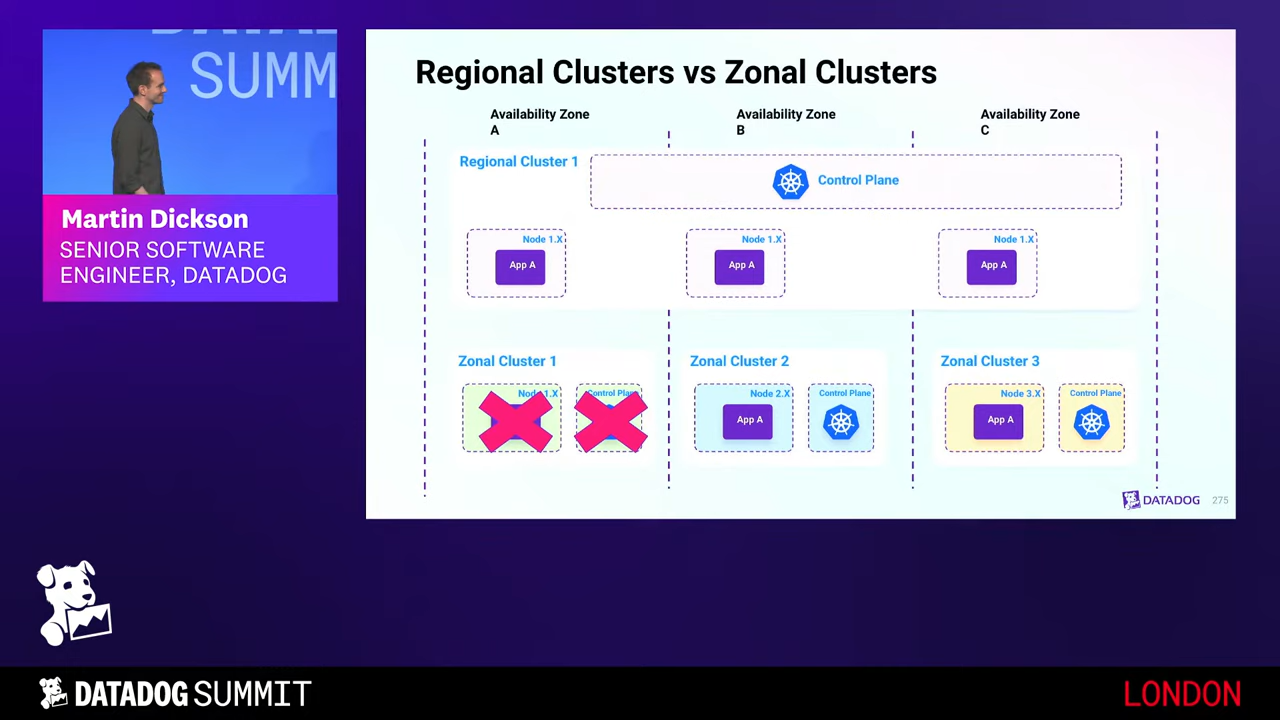 DATADOG
SUMM
Martin Dickson
SENIOR SOFTWARE
ENGINEER, DATADOG
Regional Clusters vs Zonal Clusters
Availability Zone
A
Availability Zone
B
Availability Zone
C
Regional Cluster 1
Control Plane
Node 1.X
App A
Node 1.X
App A
Node 1.X
App A
Zonal Cluster 1
Zonal Cluster 2
Zonal Cluster 3
Node 1.X
Control Plane
Node 2.X
App A
Control Plane
Node 3.X
App A
Control Plane
DATADOG
275
DATADOG SUMMIT
LONDON